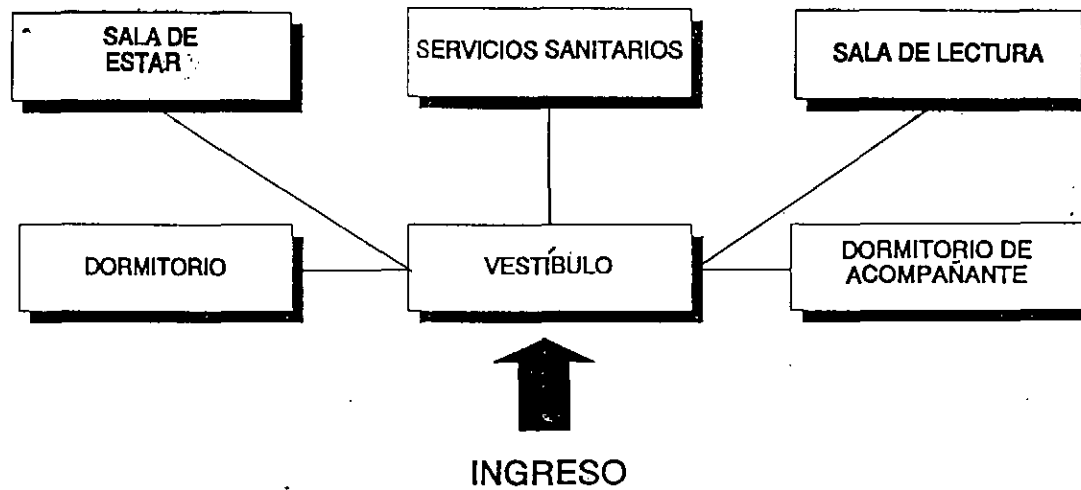 SALA DE
ESTAR
SERVICIOS SANITARIOS
SALA DE LECTURA
DORMITORIO
VESTÍBULO
DORMITORIO DE
ACOMPAÑANTE
INGRESO